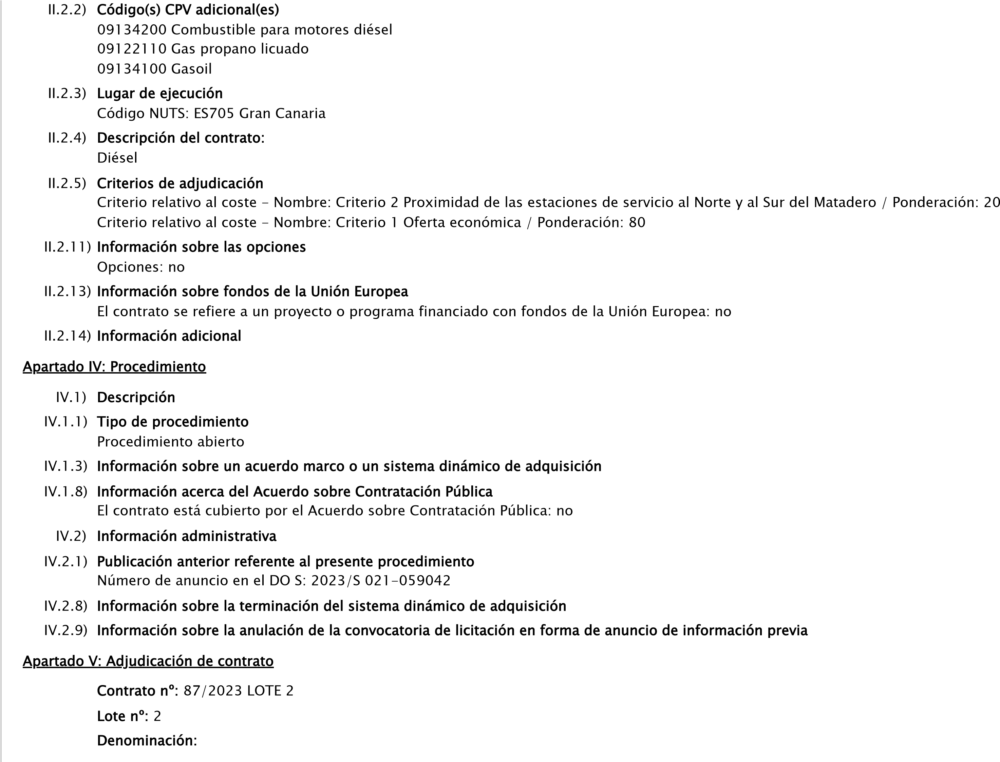 II.2.2) Código(s) CPV adicional(es)
09134200 Combustible para motores diésel
09122110 Gas propano licuado
09134100 Gasoil
II.2.3) Lugar de ejecución
Código NUTS: ES705 Gran Canaria
II.2.4) Descripción del contrato:
Diésel
II.2.5) Criterios de adjudicación
Criterio relativo al coste - Nombre: Criterio 2 Proximidad de las estaciones de servicio al Norte y al Sur del Matadero / Ponderación: 20
Criterio relativo al coste - Nombre: Criterio 1 Oferta económica / Ponderación: 80
II.2.11) Información sobre las opciones
Opciones: no
II.2.13) Información sobre fondos de la Unión Europea
El contrato se refiere a un proyecto o programa financiado con fondos de la Unión Europea: no
II.2.14) Información adicional
Apartado IV: Procedimiento
IV.1) Descripción
IV.1.1) Tipo de procedimiento
Procedimiento abierto
IV.1.3) Información sobre un acuerdo marco o un sistema dinámico de adquisición
IV.1.8) Información acerca del Acuerdo sobre Contratación Pública
El contrato está cubierto por el Acuerdo sobre Contratación Pública: no
IV.2) Información administrativa
IV.2.1) Publicación anterior referente al presente procedimiento
Número de anuncio en el DO S: 2023/S 021-059042
IV.2.8) Información sobre la terminación del sistema dinámico de adquisición
IV.2.9) Información sobre la anulación de la convocatoria de licitación en forma de anuncio de información previa
Apartado V: Adjudicación de contrato
Contrato nº: 87/2023 LOTE 2
Lote nº: 2
Denominación: